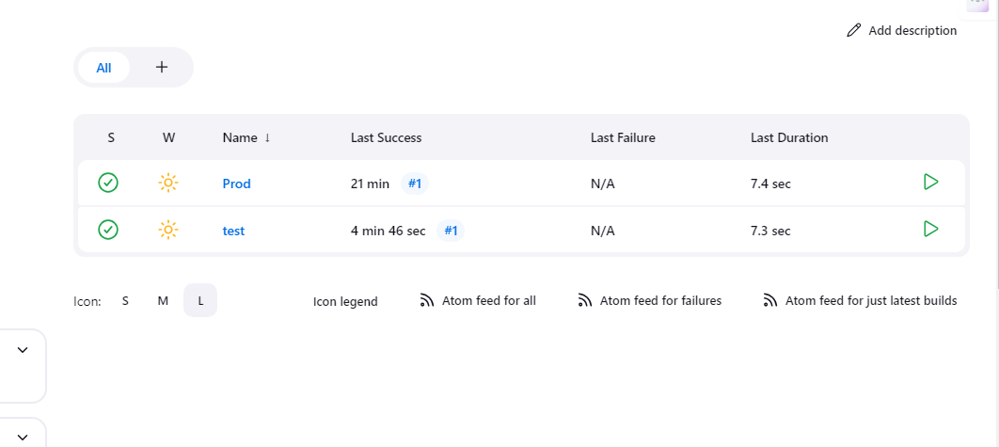 Add description
All +
S W Name ↓ Last Success Last Failure Last Duration
Prod 21 min #1 N/A 7.4 sec
test 4 min 46 sec #1 N/A 7.3 sec
Icon: S M L Icon legend Atom feed for all Atom feed for failures Atom feed for just latest builds